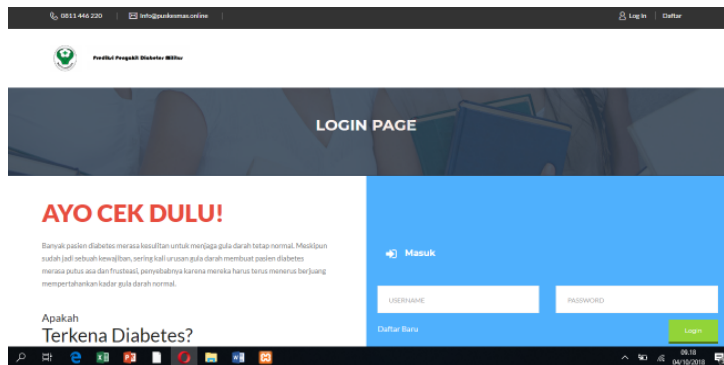 0811 446 220 | Info@puskesmas.online |
Log In | Daftar
Prediksi Penyakit Diabetes Militus
LOGIN PAGE
AYO CEK DULU!
Banyak pasien diabetes merasa kesulitan untuk menjaga gula darah tetap normal. Meskipun
sudah jadi sebuah kewajiban, sering kali urusan gula darah membuat pasien diabetes
merasa putus asa dan frusteasi, penyebabnya karena mereka harus terus menerus berjuang
mempertahankan kadar gula darah normal.
Apakah
Terkena Diabetes?
Masuk
USERNAME
PASSWORD
Daftar Baru
Login
09.18
04/10/2018